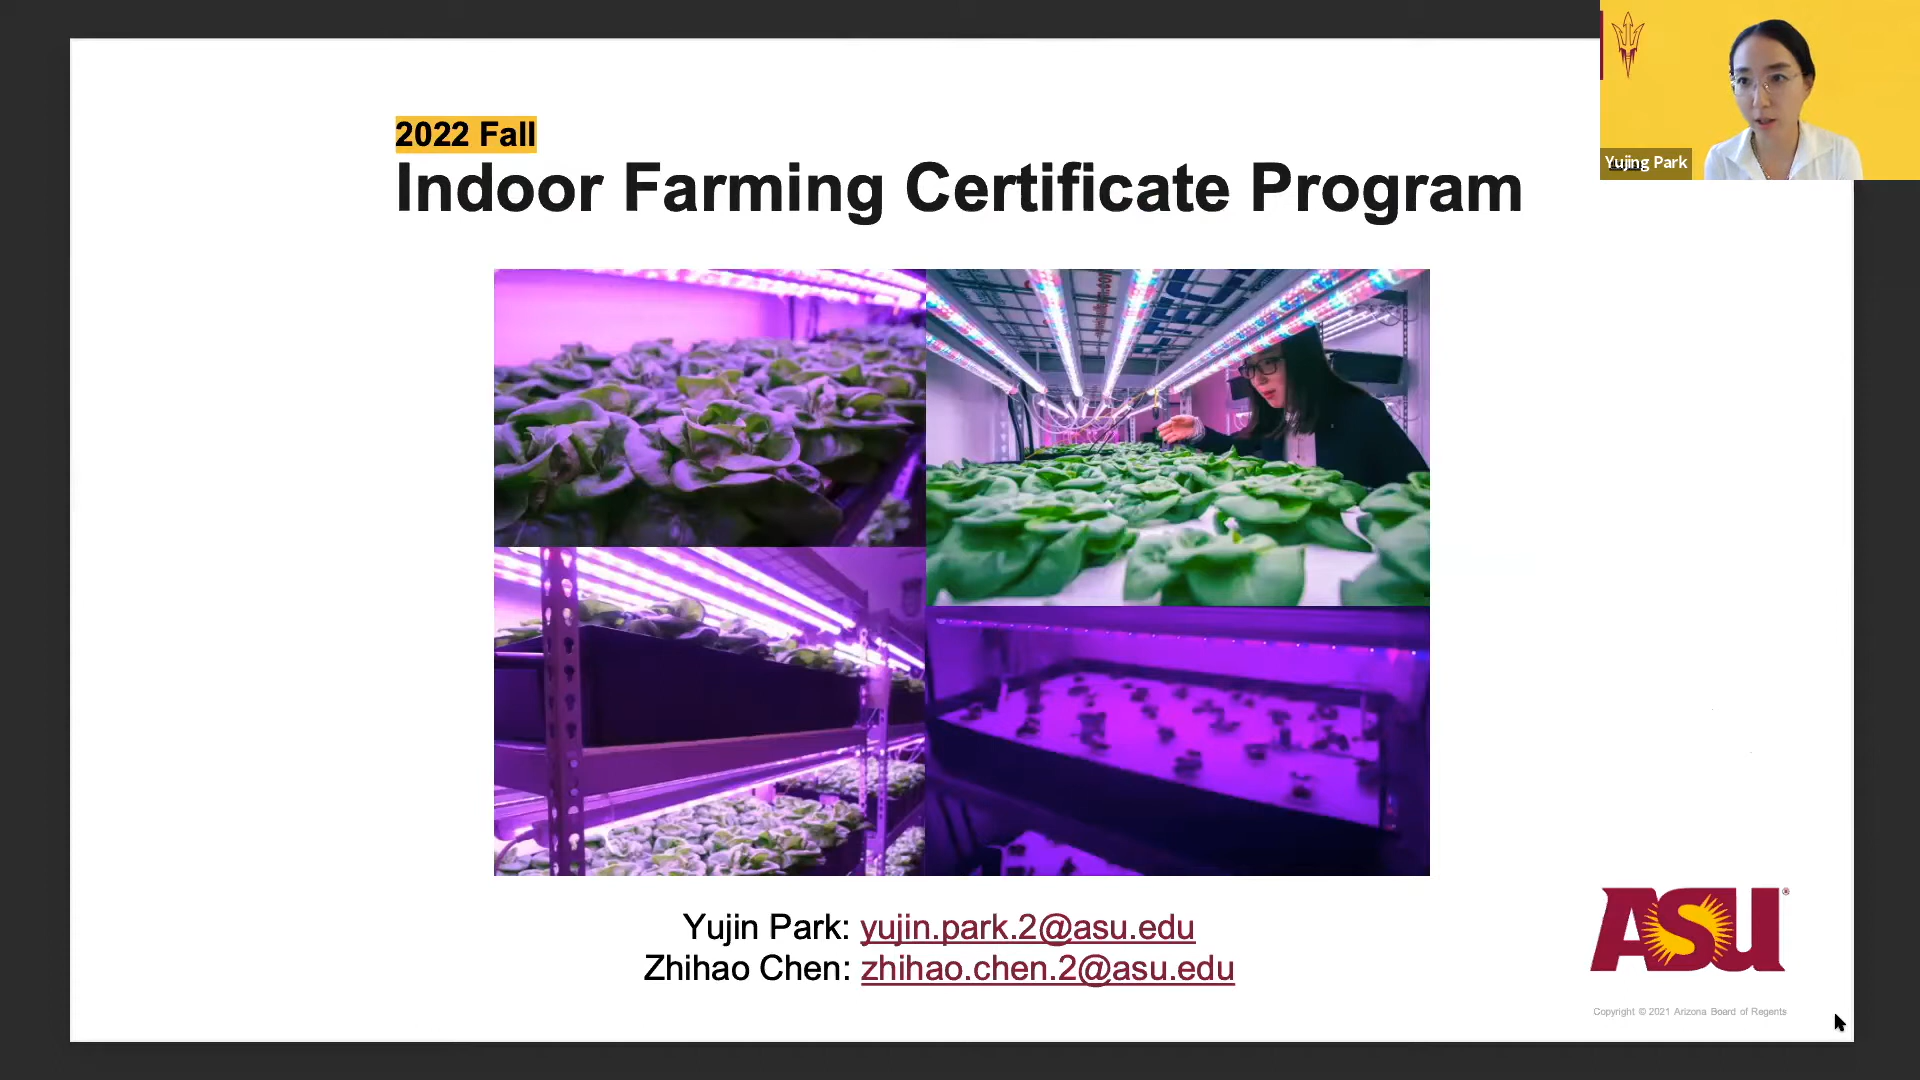 2022 Fall
Indoor Farming Certificate Program
Yujing Park
Yujin Park: yujin.park.2@asu.edu
Zhihao Chen: zhihao.chen.2@asu.edu
ASU®
Copyright © 2021 Arizona Board of Regents